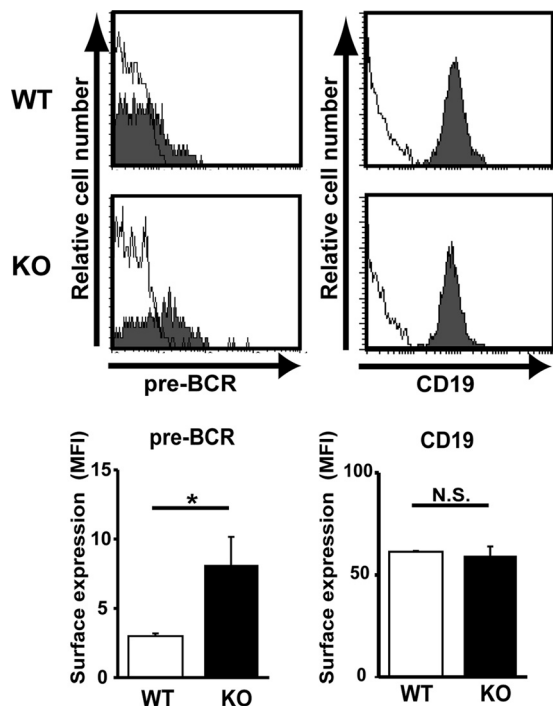 WT
Relative cell number
Relative cell number
KO
pre-BCR
CD19
pre-BCR
CD19
Surface expression (MFI)
15
10
5
0
*
WT KO
Surface expression (MFI)
100
50
0
N.S.
WT KO